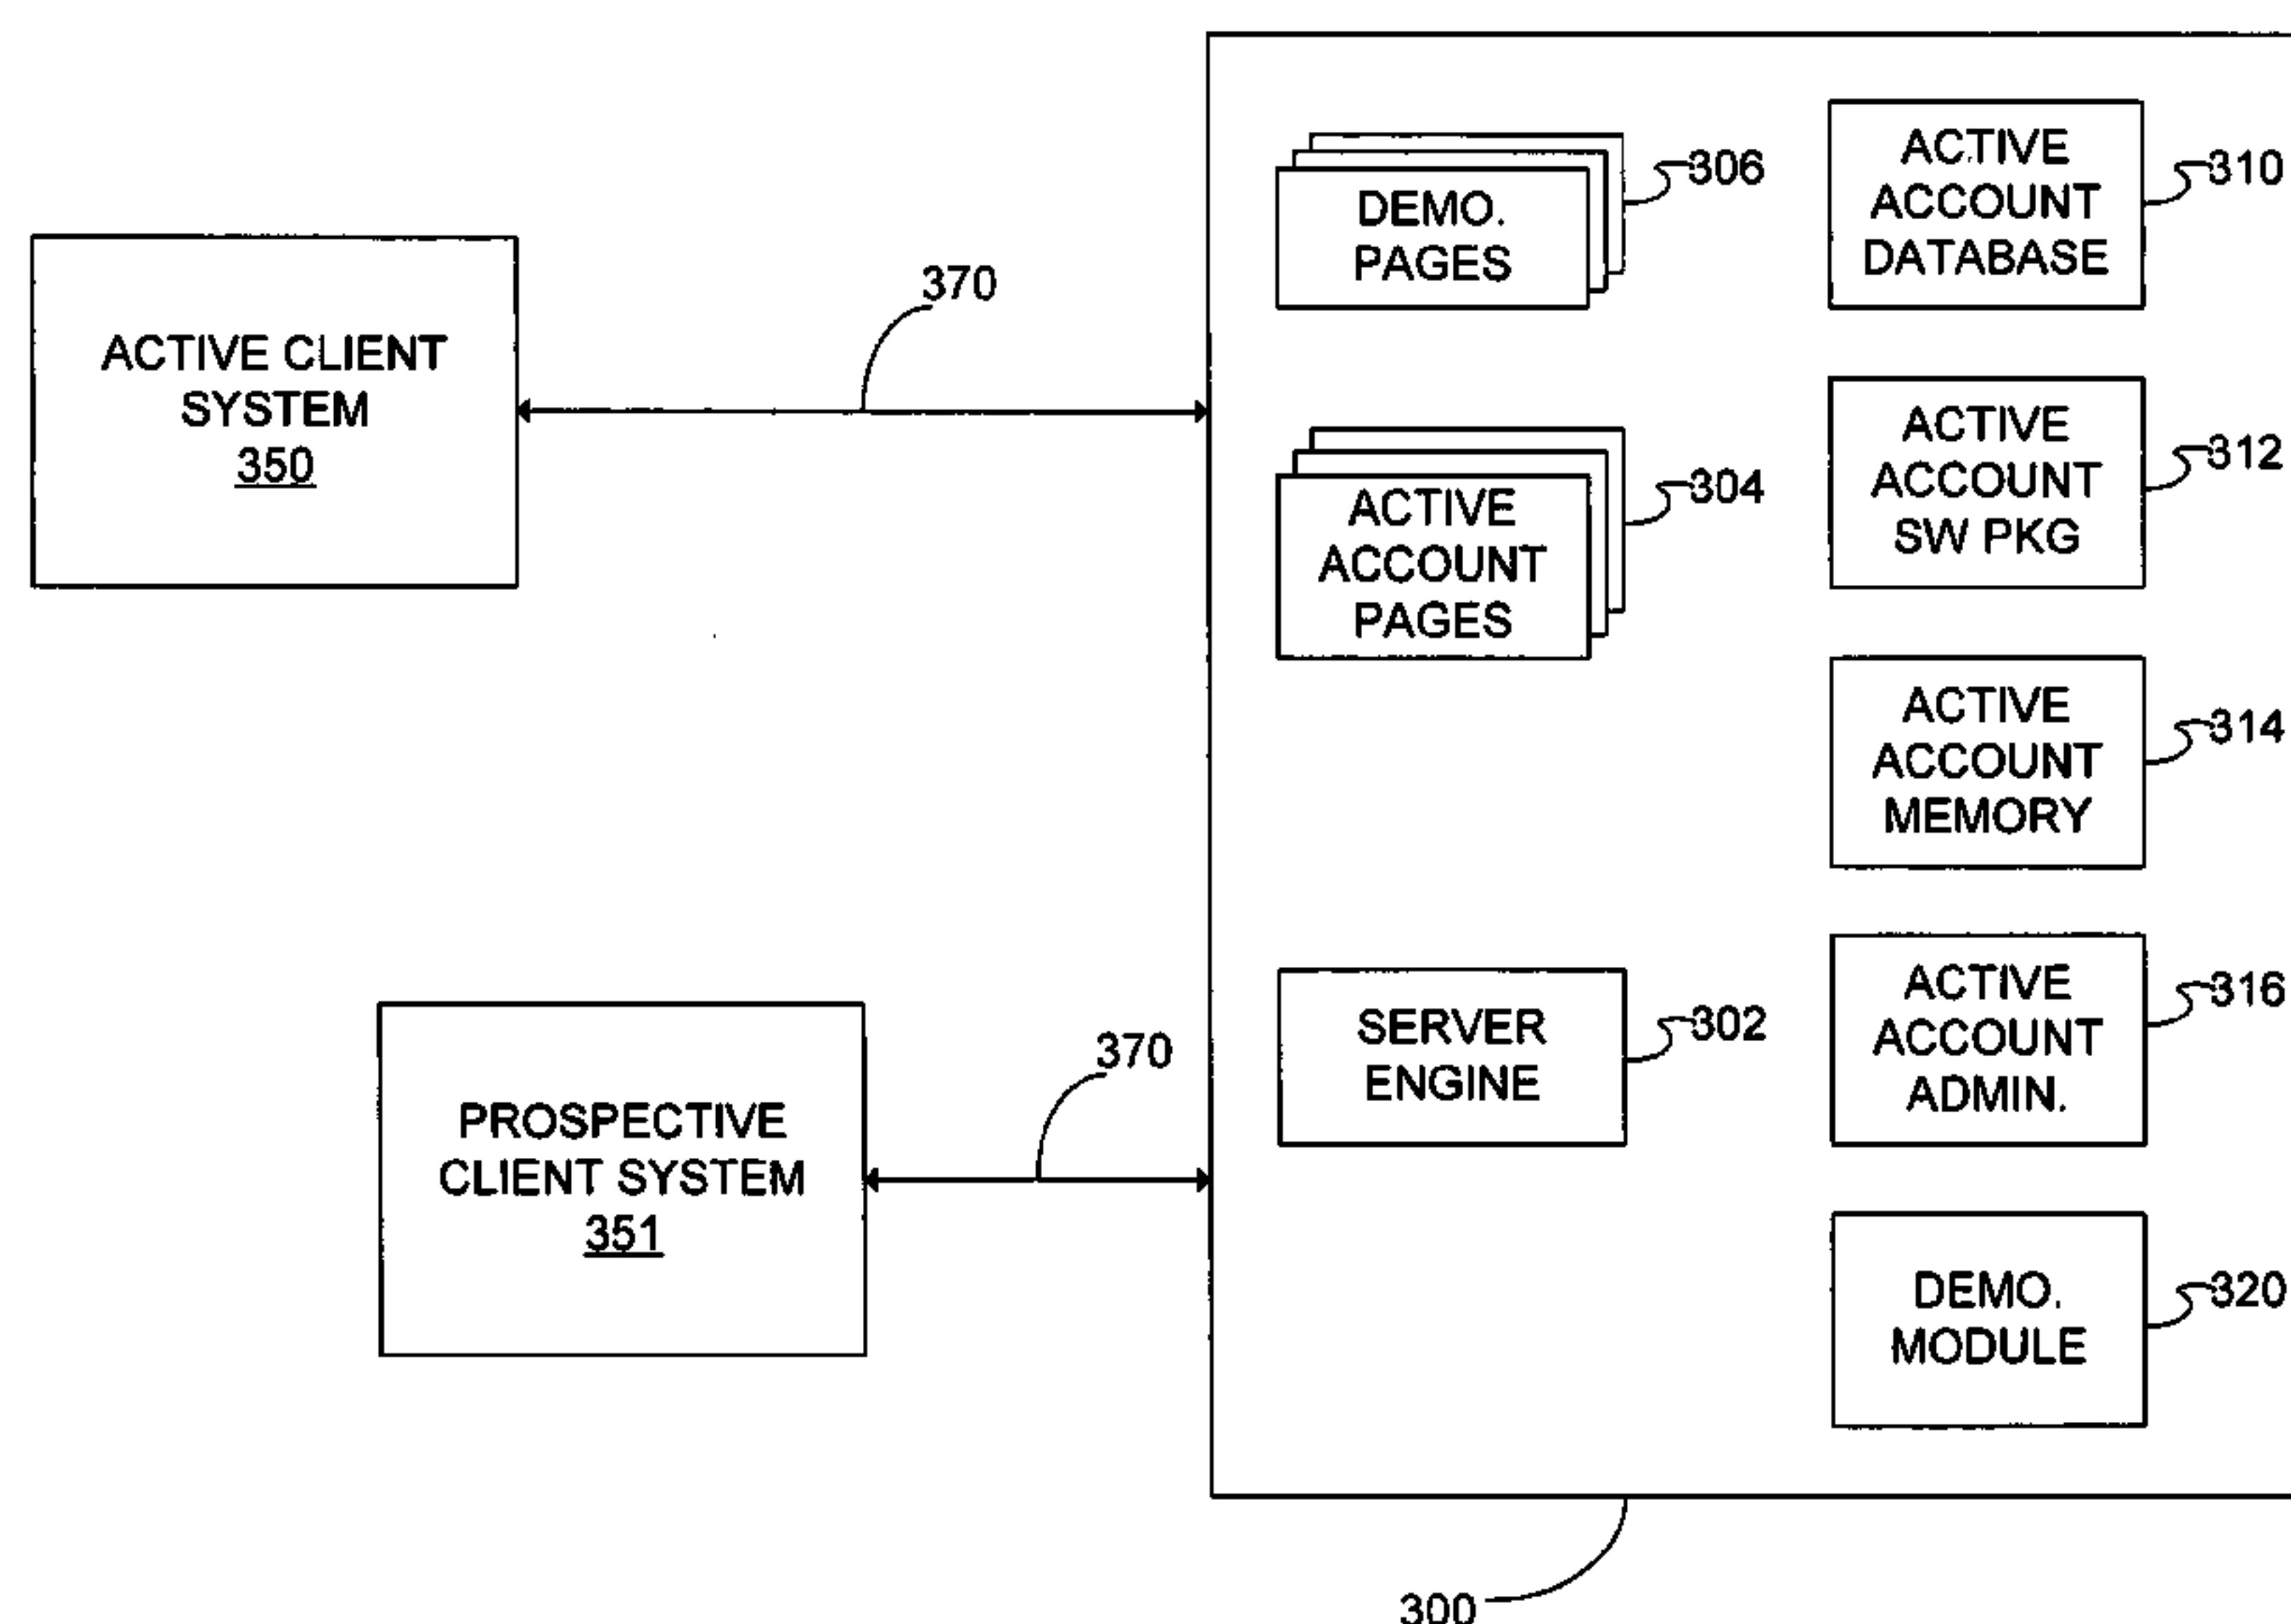 DEMO.
PAGES
306
ACTIVE
ACCOUNT
DATABASE
310
ACTIVE CLIENT
SYSTEM
350
370
ACTIVE
ACCOUNT
PAGES
304
ACTIVE
ACCOUNT
SW PKG
312
ACTIVE
ACCOUNT
MEMORY
314
PROSPECTIVE
CLIENT SYSTEM
351
370
SERVER
ENGINE
302
ACTIVE
ACCOUNT
ADMIN.
316
DEMO.
MODULE
320
300